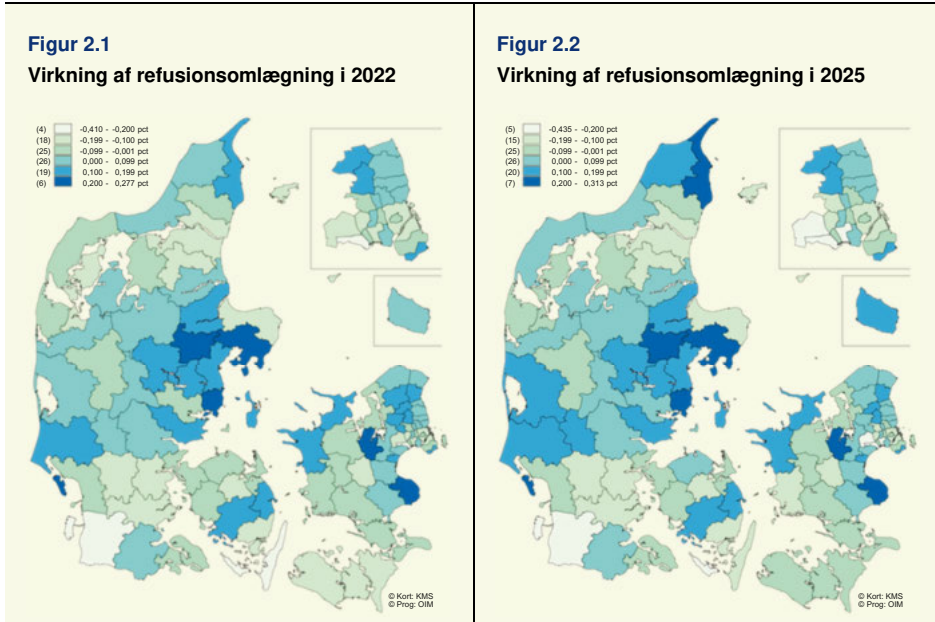 Figur 2.1
Virkning af refusionsomlægning i 2022
(4) -0,410 - -0,200 pct
(18) -0,199 - -0,100 pct
(25) -0,099 - -0,001 pct
(26) 0,000 - 0,099 pct
(19) 0,100 - 0,199 pct
(6) 0,200 - 0,277 pct
© Kort: KMS
© Prog: OIM
Figur 2.2
Virkning af refusionsomlægning i 2025
(5) -0,435 - -0,200 pct
(15) -0,199 - -0,100 pct
(25) -0,099 - -0,001 pct
(26) 0,000 - 0,099 pct
(20) 0,100 - 0,199 pct
(7) 0,200 - 0,313 pct
© Kort: KMS
© Prog: OIM